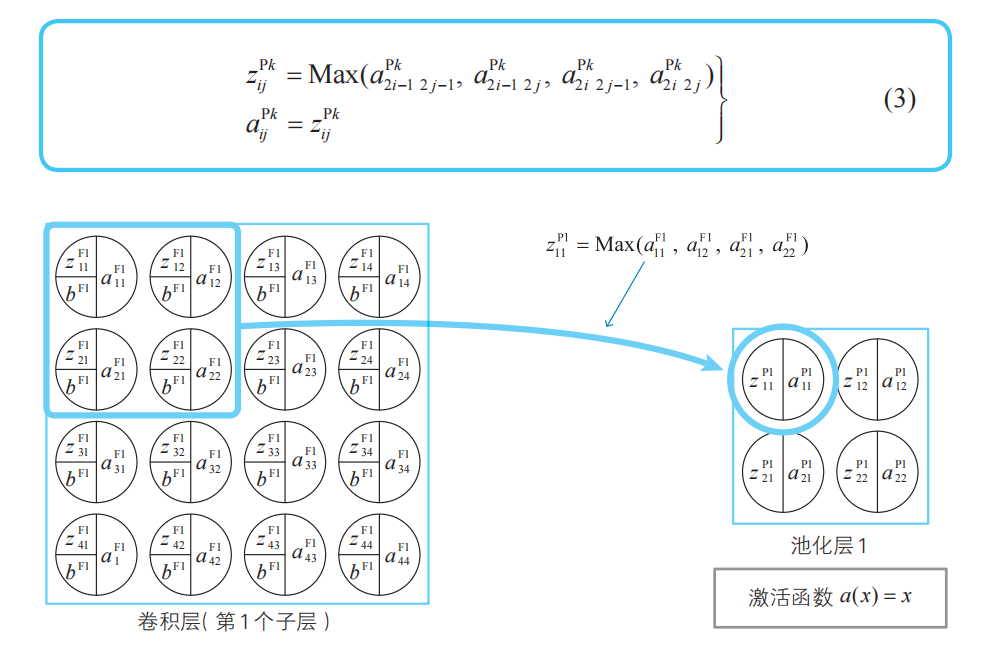 z_{ij}^{Pk} = Max(a_{2i-1 2j-1}^{Pk}, a_{2i-1 2j}^{Pk}, a_{2i 2j-1}^{Pk}, a_{2i 2j}^{Pk})
a_{ij}^{Pk} = z_{ij}^{Pk}
(3)
z_{11}^{P1} = Max(a_{11}^{F1}, a_{12}^{F1}, a_{21}^{F1}, a_{22}^{F1})
z_{11}^{F1} a_{11}^{F1} z_{12}^{F1} a_{12}^{F1} z_{13}^{F1} a_{13}^{F1} z_{14}^{F1} a_{14}^{F1}
b^{F1} b^{F1} b^{F1} b^{F1}
z_{21}^{F1} a_{21}^{F1} z_{22}^{F1} a_{22}^{F1} z_{23}^{F1} a_{23}^{F1} z_{24}^{F1} a_{24}^{F1}
b^{F1} b^{F1} b^{F1} b^{F1}
z_{31}^{F1} a_{31}^{F1} z_{32}^{F1} a_{32}^{F1} z_{33}^{F1} a_{33}^{F1} z_{34}^{F1} a_{34}^{F1}
b^{F1} b^{F1} b^{F1} b^{F1}
z_{41}^{F1} a_{1}^{F1} z_{42}^{F1} a_{42}^{F1} z_{43}^{F1} a_{43}^{F1} z_{44}^{F1} a_{44}^{F1}
b^{F1} b^{F1} b^{F1} b^{F1}
卷积层( 第1个子层 )
z_{11}^{P1} a_{11}^{P1} z_{12}^{P1} a_{12}^{P1}
z_{21}^{P1} a_{21}^{P1} z_{22}^{P1} a_{22}^{P1}
池化层1
激活函数 a(x) = x